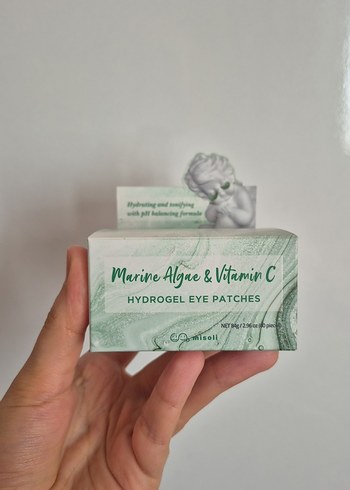 Hydrating and tonifying
with pH balancing formula
Marine Algae & Vitamin C
HYDROGEL EYE PATCHES
misoli